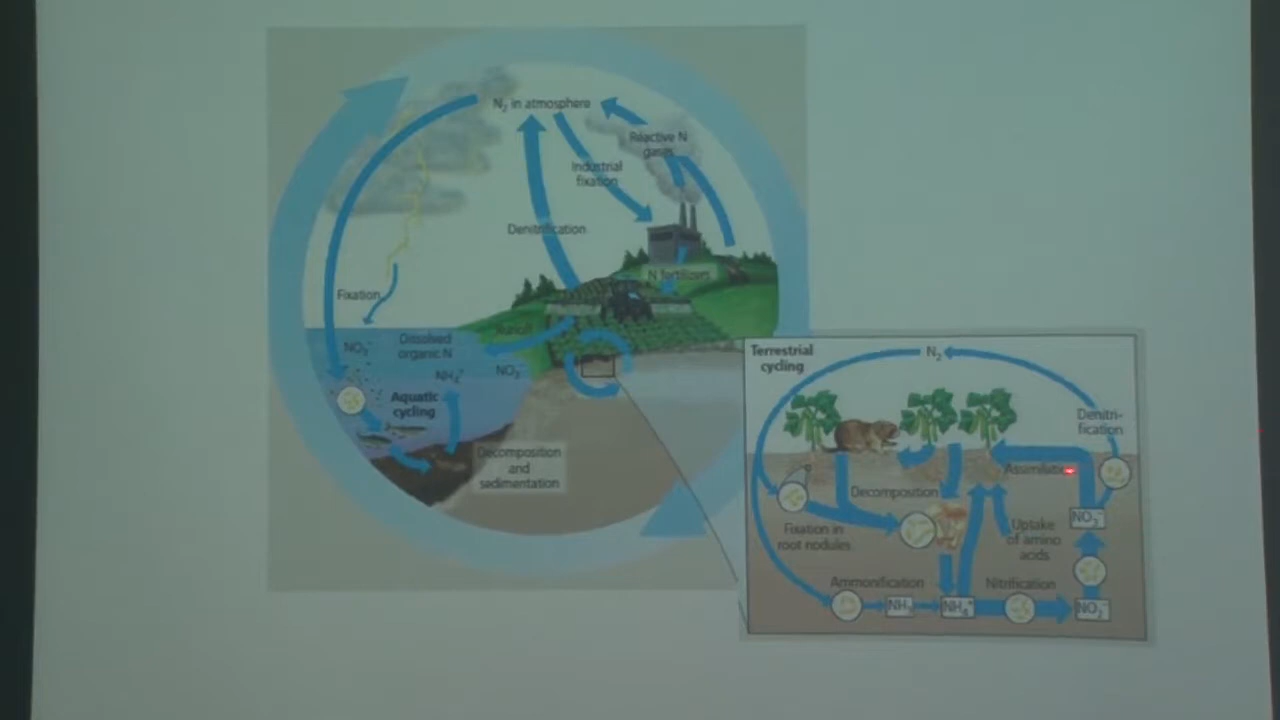 N₂ in atmosphere
Reactive N
gases
Industrial
fixation
Denitrification
N fertilizers
Fixation
Runoff
NO₃⁻
Dissolved
organic N
NH₄⁺
NO₃⁻
Aquatic
cycling
Decomposition
and
sedimentation
Terrestrial
cycling
N₂
Denitri-
fication
Assimilation
Decomposition
NO₃⁻
Fixation in
root nodules
Uptake
of amino
acids
Ammonification
Nitrification
NH₃
NH₄⁺
NO₂⁻